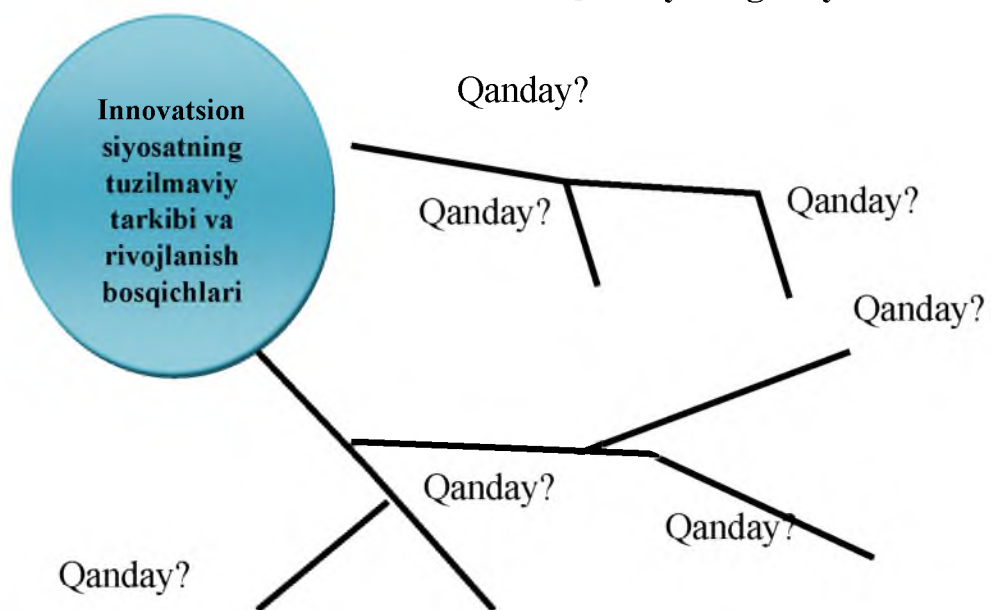 Qanday?
Innovatsion
siyosatning
tuzilmaviy
tarkibi va
rivojlanish
bosqichlari
Qanday?
Qanday?
Qanday?
Qanday?
Qanday?
Qanday?